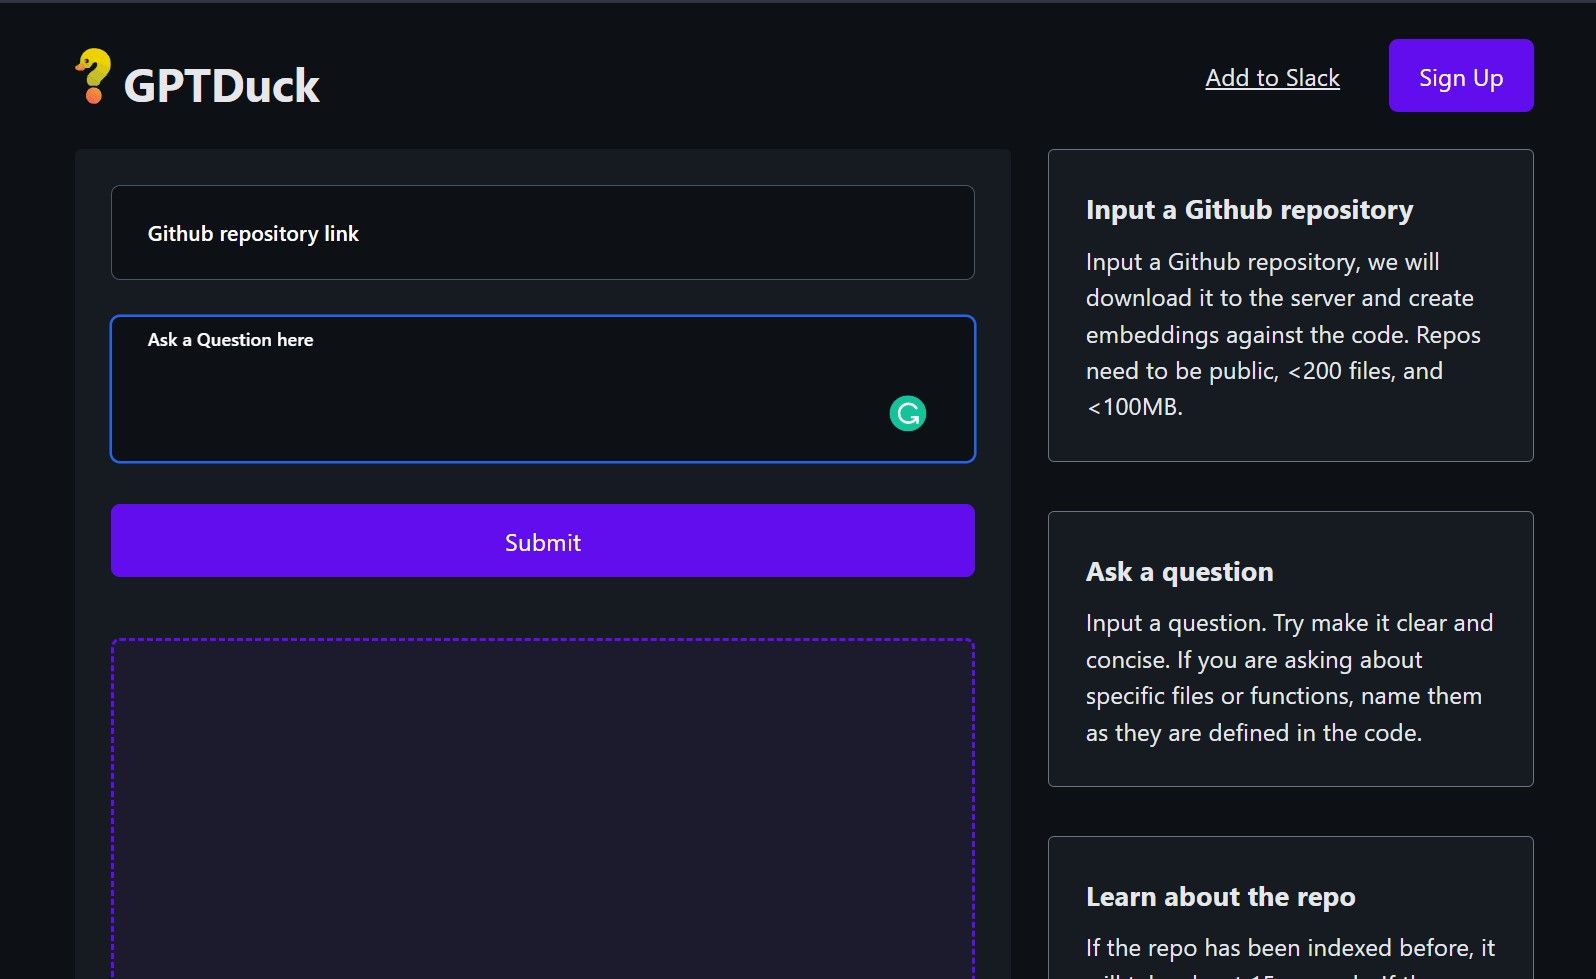 GPTDuck
Add to Slack
Sign Up
Github repository link
Ask a Question here
Submit
Input a Github repository
Input a Github repository, we will
download it to the server and create
embeddings against the code. Repos
need to be public, <200 files, and
<100MB.
Ask a question
Input a question. Try make it clear and
concise. If you are asking about
specific files or functions, name them
as they are defined in the code.
Learn about the repo
If the repo has been indexed before, it